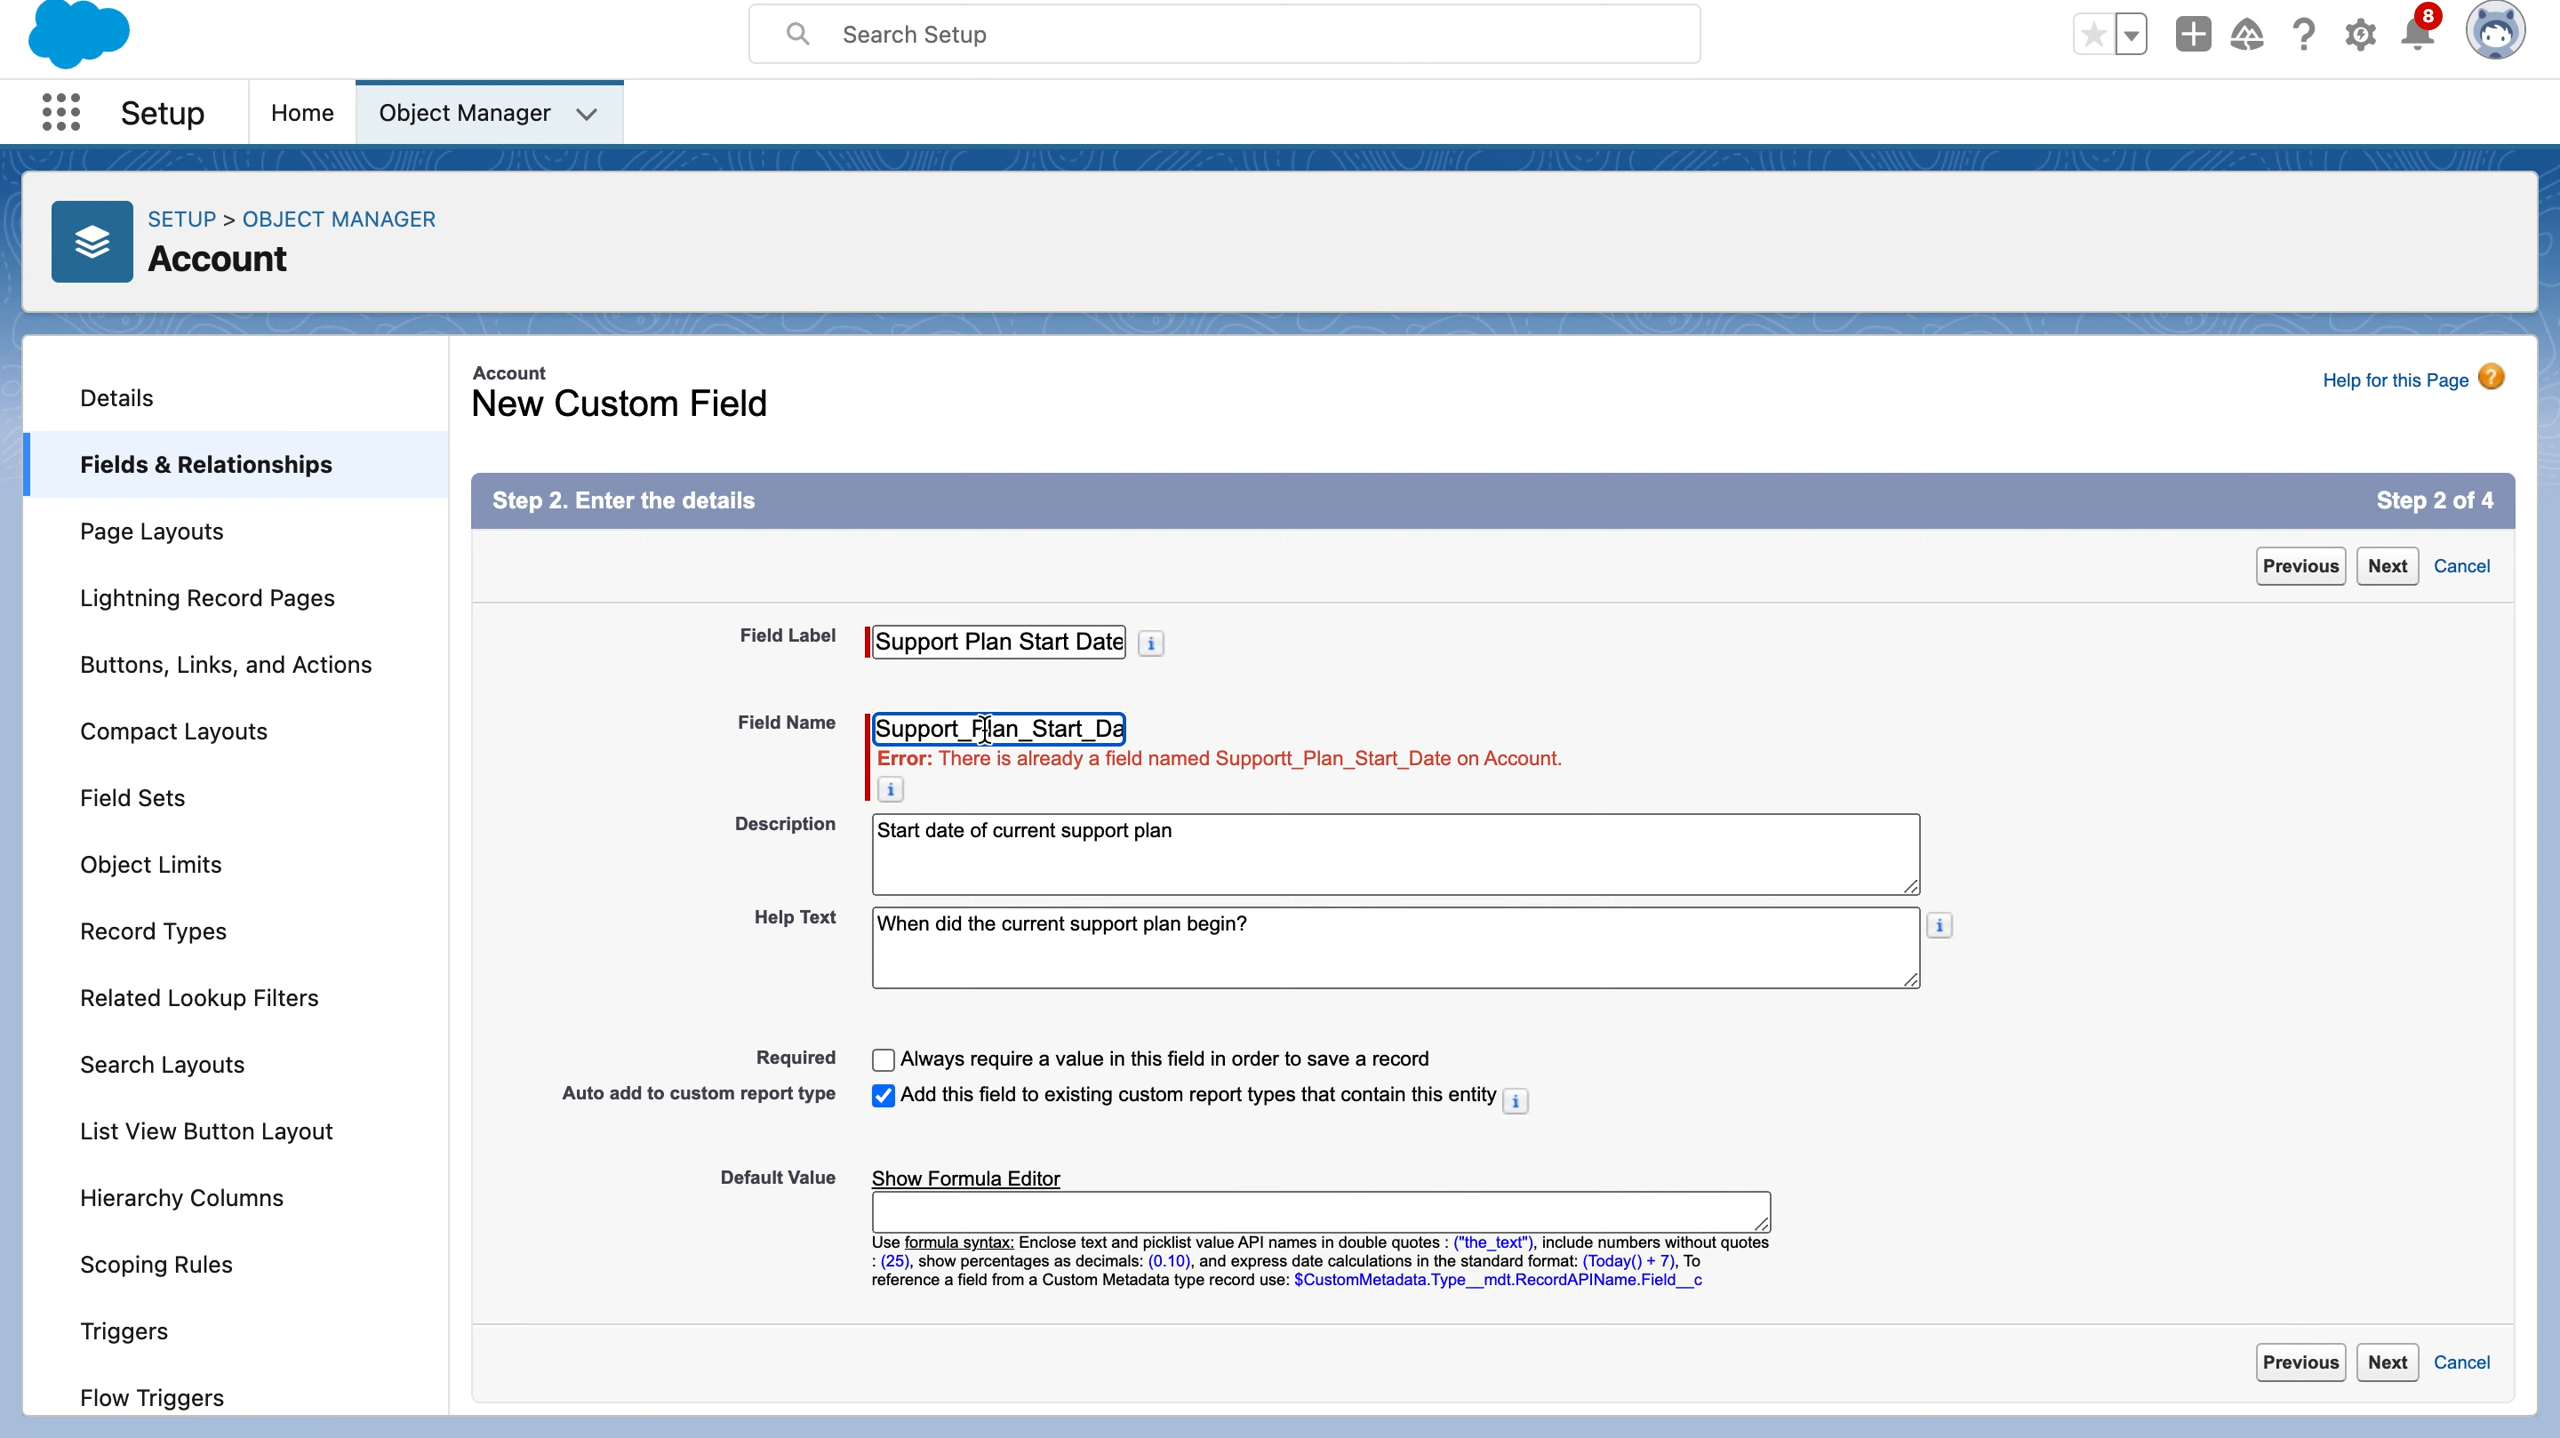 Search Setup
8
Setup
Home
Object Manager
SETUP > OBJECT MANAGER
Account
Details
Fields & Relationships
Page Layouts
Lightning Record Pages
Buttons, Links, and Actions
Compact Layouts
Field Sets
Object Limits
Record Types
Related Lookup Filters
Search Layouts
List View Button Layout
Hierarchy Columns
Scoping Rules
Triggers
Flow Triggers
Account
New Custom Field
Help for this Page ?
Step 2. Enter the details
Step 2 of 4
Previous Next Cancel
Field Label Support Plan Start Date i
Field Name Support_Plan_Start_Da
Error: There is already a field named Supportt_Plan_Start_Date on Account.
i
Description Start date of current support plan
Help Text When did the current support plan begin? i
Required Always require a value in this field in order to save a record
Auto add to custom report type Add this field to existing custom report types that contain this entity i
Default Value Show Formula Editor
Use formula syntax: Enclose text and picklist value API names in double quotes : ("the_text"), include numbers without quotes
: (25), show percentages as decimals: (0.10), and express date calculations in the standard format: (Today() + 7), To
reference a field from a Custom Metadata type record use: $CustomMetadata.Type__mdt.RecordAPIName.Field__c
Previous Next Cancel